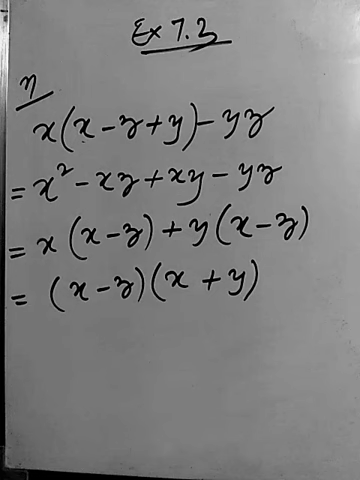 Ex 7.3
η
x(x-z+y)-yz
=x²-xz+xy-yz
=x(x-z)+y(x-z)
=(x-z)(x+y)